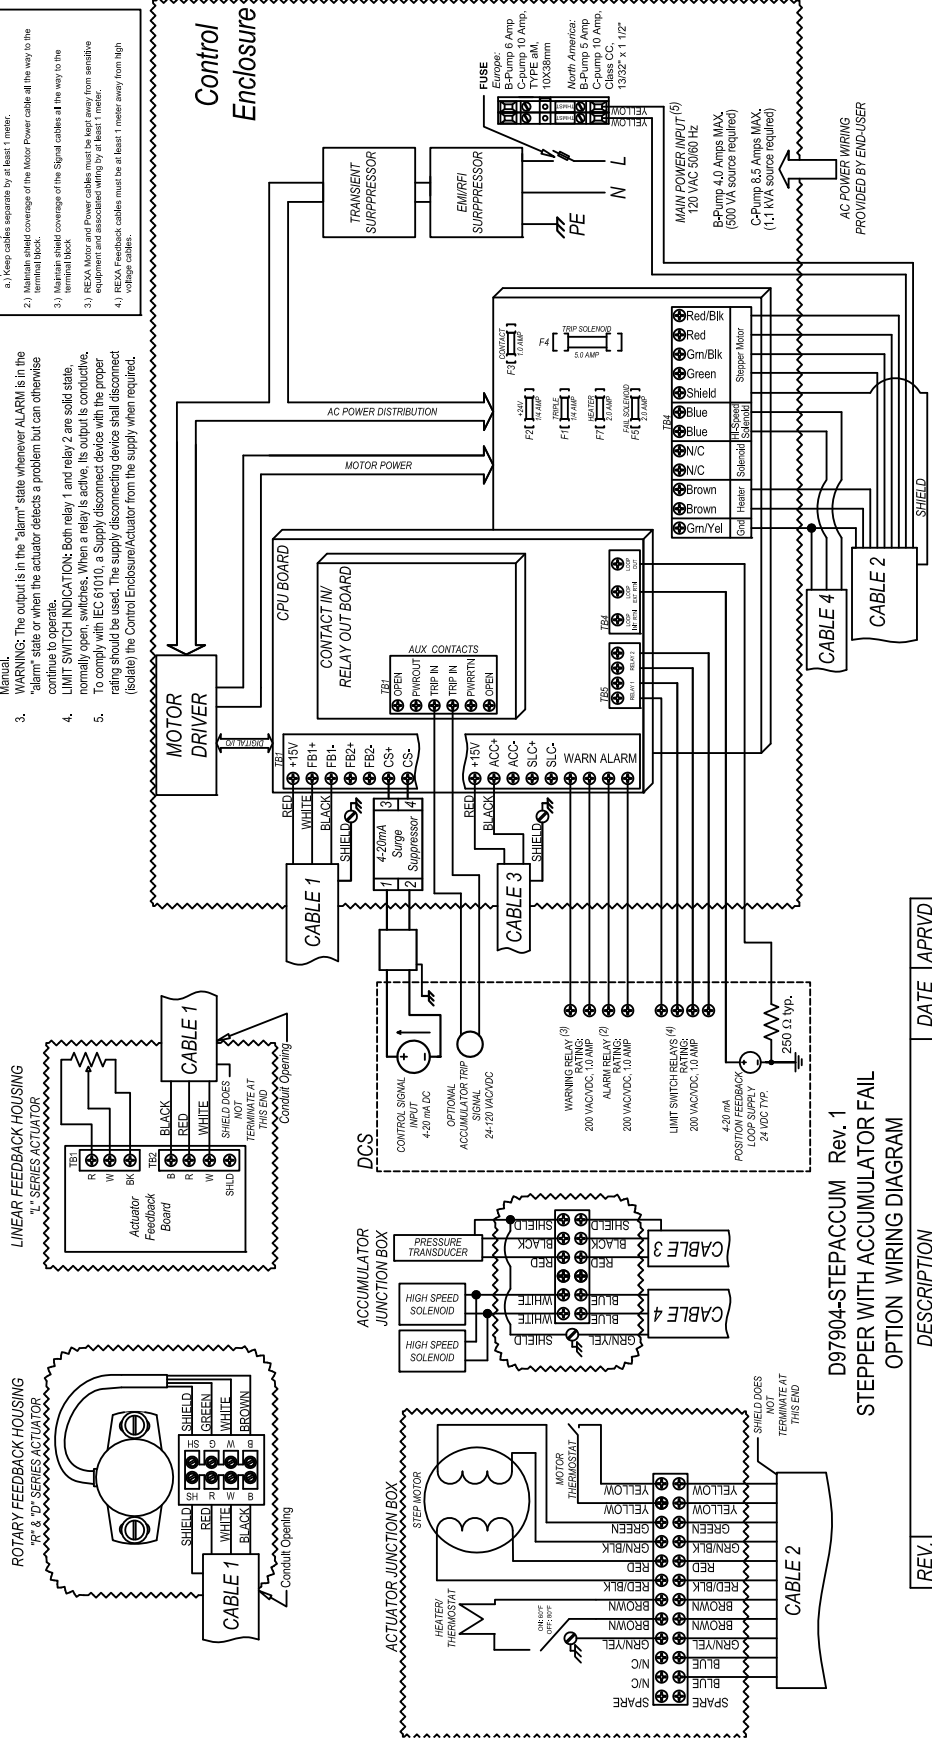 a.) Keep cables separate by at least 1 meter.
2.) Maintain shield coverage of the Motor Power cable all the way to the
terminal block.
3.) Maintain shield coverage of the Signal cables all the way to the
terminal block
3.) REXA Motor and Power cables must be kept away from sensitive
equipment and associated wiring by at least 1 meter.
4.) REXA Feedback cables must be at least 1 meter away from high
voltage cables.
Manual.
3. WARNING: The output is in the "alarm" state whenever ALARM is in the
"alarm" state or when the actuator detects a problem but can otherwise
continue to operate.
4. LIMIT SWITCH INDICATION: Both relay 1 and relay 2 are solid state,
normally open, switches. When a relay is active, its output is conductive.
5. To comply with IEC 61010, a Supply disconnect device with the proper
rating should be used. The supply disconnecting device shall disconnect
(isolate) the Control Enclosure/Actuator from the supply when required.
Control
Enclosure
FUSE
Europe:
B-Pump 6 Amp
C-pump 10 Amp,
TYPE aM,
10X38mm
North America:
B-Pump 5 Amp
C-pump 10 Amp,
Class CC,
13/32" x 1 1/2"
YELLOW
YELLOW
TRANSIENT
SURPPRESSOR
EMI/RFI
SURPPRESSOR
PE
N
L
MAIN POWER INPUT (5)
120 VAC 50/60 Hz
B-Pump 4.0 Amps MAX.
(500 VA source required)
C-Pump 8.5 Amps MAX.
(1.1 kVA source required)
AC POWER WIRING
PROVIDED BY END-USER
AC POWER DISTRIBUTION
MOTOR POWER
MOTOR
DRIVER
DIGITAL I/O
CONTACT
F3
1.0 AMP
TRIP SOLENOID
F4
5.0 AMP
+24V
F2
1/4 AMP
TRIPLE
F1
1/4 AMP
HEATER
F7
2.0 AMP
FAIL SOLENOID
F5
2.0 AMP
TB4
Red/Blk
Red
Grn/Blk
Green
Shield
Blue
Blue
N/C
N/C
Brown
Brown
Grn/Yel
Stepper Motor
Hi-Speed
Solenoid
Solenoid
Heater
Gnd
SHIELD
CABLE 4
CABLE 2
CPU BOARD
CONTACT IN/
RELAY OUT BOARD
AUX CONTACTS
TB1
OPEN
PWROUT
TRIP IN
TRIP IN
PWRRTN
OPEN
TB4
LOOP
INT RTN
LOOP
EXT RTN
LOOP
OUT
TB5
RELAY 1
RELAY 2
TB1
+15V
FB1+
FB1-
FB2+
FB2-
CS+
CS-
+15V
ACC+
ACC-
SLC+
SLC-
WARN
ALARM
RED
WHITE
BLACK
SHIELD
CABLE 1
4-20mA
Surge
Suppressor
1
2
3
4
RED
BLACK
SHIELD
CABLE 3
LINEAR FEEDBACK HOUSING
"L" SERIES ACTUATOR
TB1
R
W
BK
TB2
B
R
W
SHLD
Actuator
Feedback
Board
BLACK
RED
WHITE
CABLE 1
SHIELD DOES
NOT
TERMINATE AT
THIS END
Conduit Opening
DCS
CONTROL SIGNAL
INPUT
4-20 mA DC
OPTIONAL
ACCUMULATOR TRIP
SIGNAL
24-120 VAC/VDC
WARNING RELAY (3)
RATING:
200 VAC/VDC, 1.0 AMP
ALARM RELAY (2)
RATING:
200 VAC/VDC, 1.0 AMP
LIMIT SWITCH RELAYS (4)
RATING:
200 VAC/VDC, 1.0 AMP
4-20 mA
POSITION FEEDBACK
LOOP SUPPLY
24 VDC TYP.
250 Ω typ.
ROTARY FEEDBACK HOUSING
"R" & "D" SERIES ACTUATOR
SHIELD
GREEN
WHITE
BROWN
SH
G
W
B
SH
R
W
B
SHIELD
RED
WHITE
BLACK
CABLE 1
Conduit Opening
ACCUMULATOR
JUNCTION BOX
PRESSURE
TRANSDUCER
HIGH SPEED
SOLENOID
HIGH SPEED
SOLENOID
SHIELD
BLACK
RED
WHITE
WHITE
SHIELD
SHIELD
BLACK
RED
BLUE
BLUE
GRN/YEL
CABLE 3
CABLE 4
ACTUATOR JUNCTION BOX
STEP MOTOR
MOTOR
THERMOSTAT
HEATER/
THERMOSTAT
ON: 60°F
OFF: 80°F
YELLOW
YELLOW
GREEN
GRN/BLK
RED
RED/BLK
BROWN
BROWN
GRN/YEL
N/C
N/C
SPARE
YELLOW
YELLOW
GREEN
GRN/BLK
RED
RED/BLK
BROWN
BROWN
GRN/YEL
BLUE
BLUE
SPARE
CABLE 2
SHIELD DOES
NOT
TERMINATE AT
THIS END
D97904-STEPACCUM Rev. 1
STEPPER WITH ACCUMULATOR FAIL
OPTION WIRING DIAGRAM
REV.
DESCRIPTION
DATE
APRVD